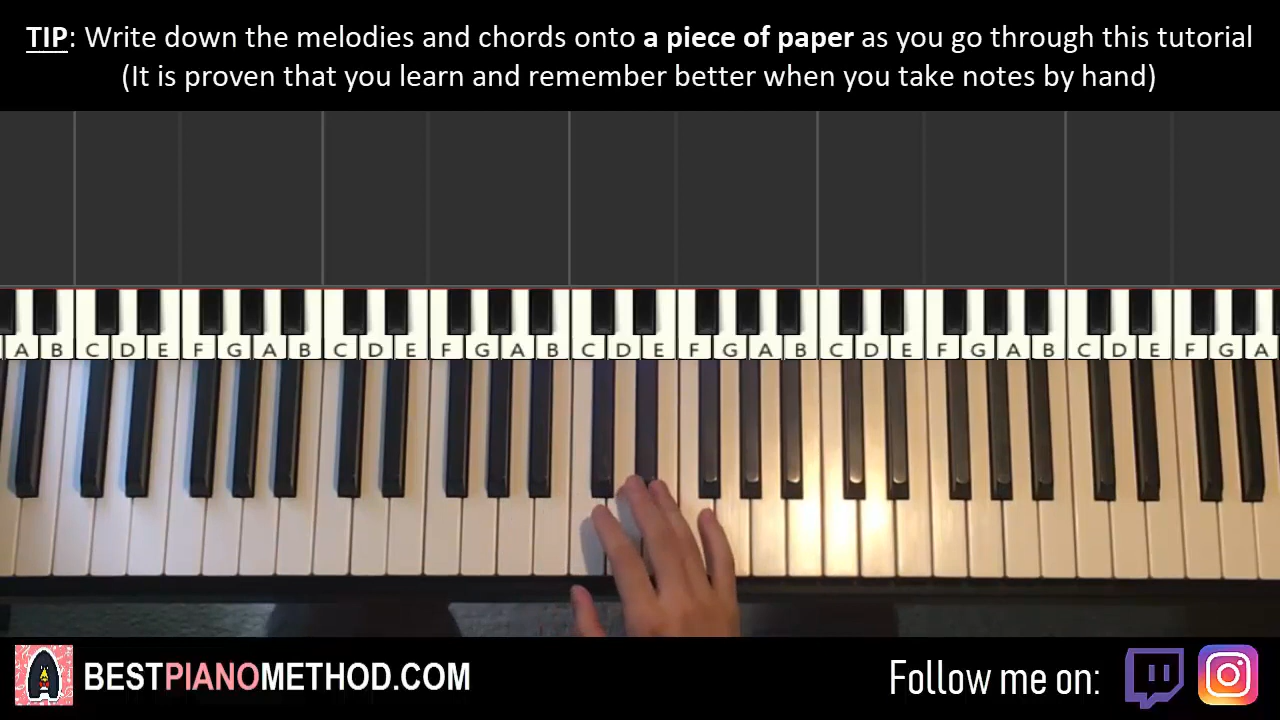 TIP: Write down the melodies and chords onto a piece of paper as you go through this tutorial
(It is proven that you learn and remember better when you take notes by hand)
A B C D E F G A B C D E F G A B C D E F G A B C D E F G A B C D E F G A
BESTPIANOMETHOD.COM
Follow me on: